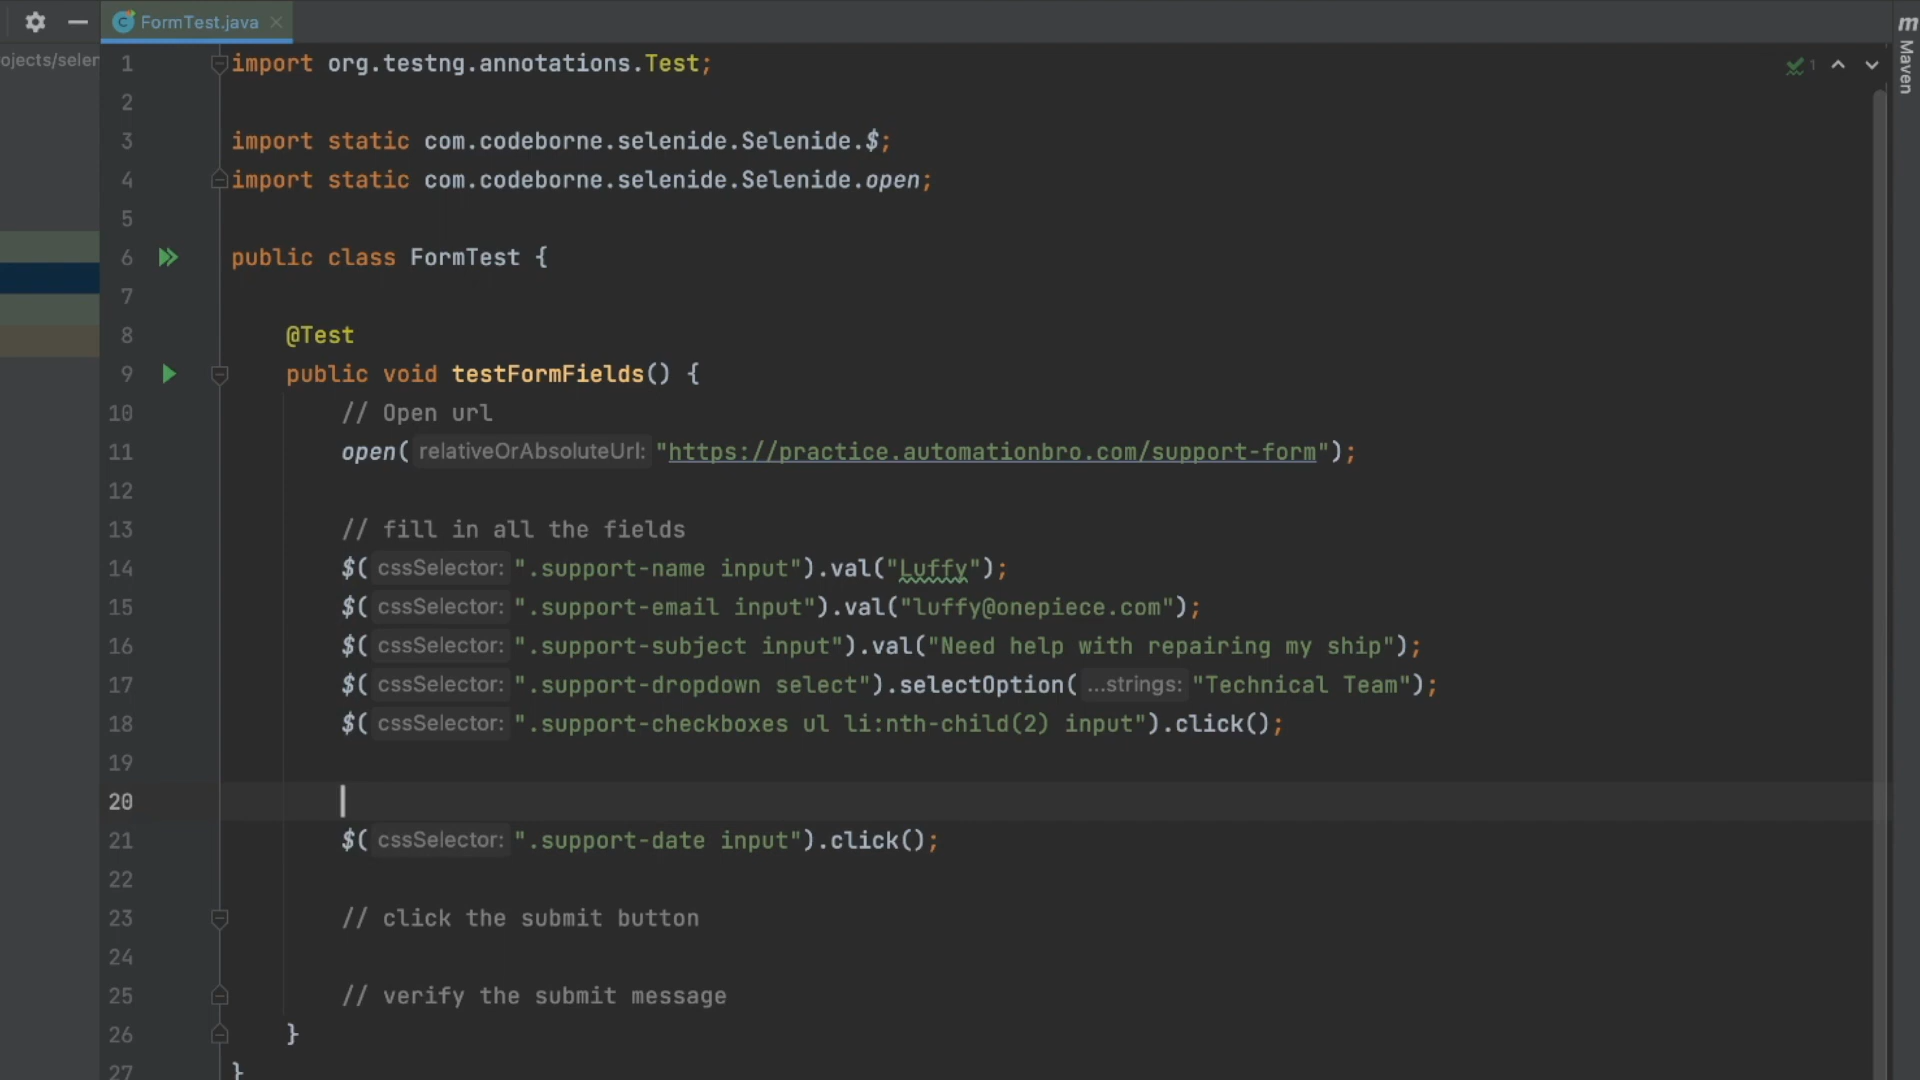 FormTest.java
ojects/selen
1 import org.testng.annotations.Test;
2
3 import static com.codeborne.selenide.Selenide.$;
4 import static com.codeborne.selenide.Selenide.open;
5
6 public class FormTest {
7
8 @Test
9 public void testFormFields() {
10 // Open url
11 open( relativeOrAbsoluteUrl: "https://practice.automationbro.com/support-form");
12
13 // fill in all the fields
14 $( cssSelector: ".support-name input").val("Luffy");
15 $( cssSelector: ".support-email input").val("luffy@onepiece.com");
16 $( cssSelector: ".support-subject input").val("Need help with repairing my ship");
17 $( cssSelector: ".support-dropdown select").selectOption( ...strings: "Technical Team");
18 $( cssSelector: ".support-checkboxes ul li:nth-child(2) input").click();
19
20
21 $( cssSelector: ".support-date input").click();
22
23 // click the submit button
24
25 // verify the submit message
26 }
27 }
1
m Maven